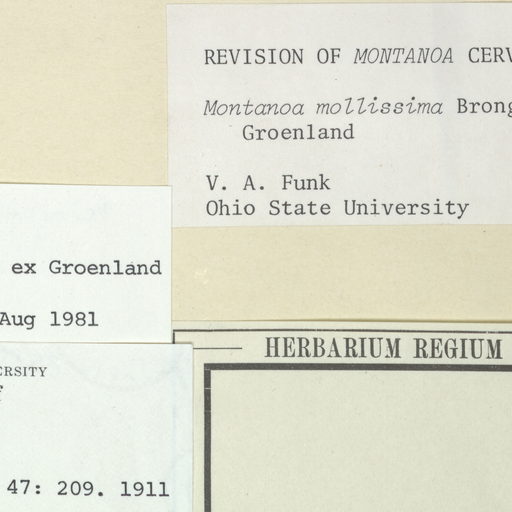 REVISION OF MONTANOA CERV
Montanoa mollissima Brong
Groenland
V. A. Funk
Ohio State University
ex Groenland
Aug 1981
HERBARIUM REGIUM
ERSITY
47: 209. 1911